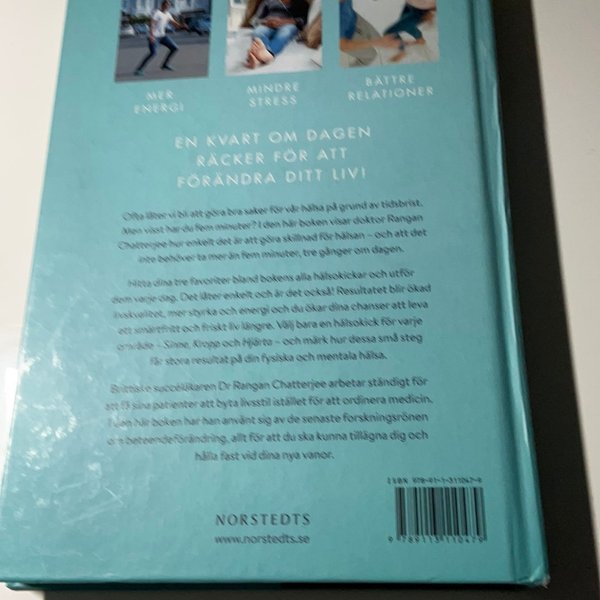 MER
ENERGI
MINDRE
STRESS
BÄTTRE
RELATIONER
EN KVART OM DAGEN
RÄCKER FÖR ATT
FÖRÄNDRA DITT LIV!
Ofta låter vi bli att göra bra saker för vår hälsa på grund av tidsbrist.
Men visst har du fem minuter? I den här boken visar doktor Rangan
Chatterjee hur enkelt det är att göra skillnad för hälsan – och att det
inte behöver ta mer än fem minuter, tre gånger om dagen.
Hitta dina tre favoriter bland bokens alla hälsokickar och utför
dem varje dag. Det låter enkelt och är det också! Resultatet blir ökad
livskvalitet, mer styrka och energi och du ökar dina chanser att leva
ett smärtfritt och friskt liv längre. Välj bara en hälsokick för varje
område – Sinne, Kropp och Hjärta – och märk hur dessa små steg
får stora resultat på din fysiska och mentala hälsa.
Brittiske succéläkaren Dr Rangan Chatterjee arbetar ständigt för
att få sina patienter att byta livsstil istället för att ordinera medicin.
I den här boken har han använt sig av de senaste forskningsrönen
om beteendeförändring, allt för att du ska kunna tillägna dig och
hålla fast vid dina nya vanor.
ISBN 978-91-1-311047-9
9 789113 110479
NORSTEDTS
www.norstedts.se